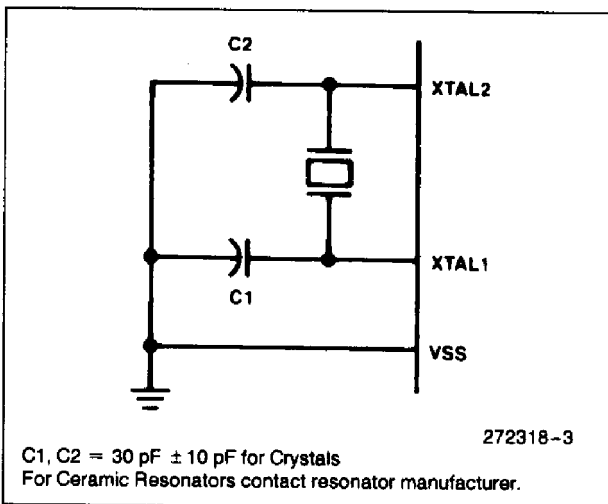 C2
XTAL2
XTAL1
C1
VSS
272318-3
C1, C2 = 30 pF ± 10 pF for Crystals
For Ceramic Resonators contact resonator manufacturer.